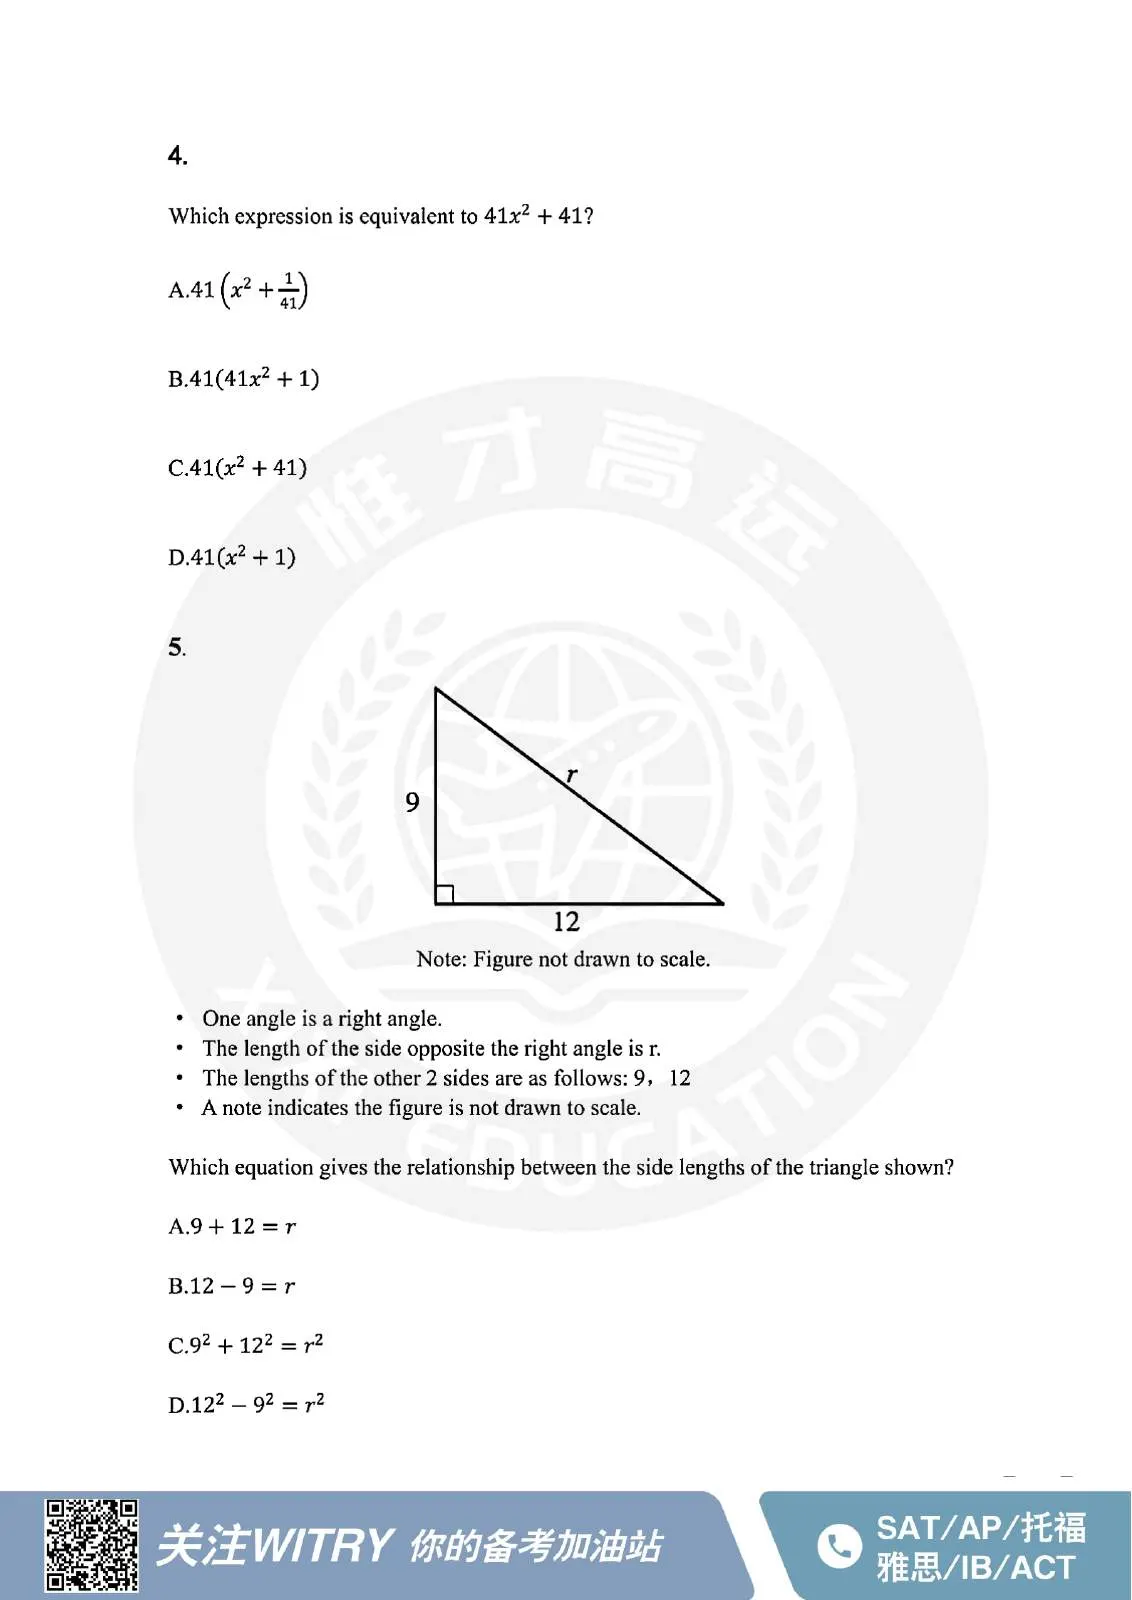 4.
Which expression is equivalent to 41x² + 41?
A.41(x² + 1/41)
B.41(41x² + 1)
C.41(x² + 41)
D.41(x² + 1)
5.
r
9
12
Note: Figure not drawn to scale.
• One angle is a right angle.
• The length of the side opposite the right angle is r.
• The lengths of the other 2 sides are as follows: 9， 12
• A note indicates the figure is not drawn to scale.
Which equation gives the relationship between the side lengths of the triangle shown?
A.9 + 12 = r
B.12 − 9 = r
C.9² + 12² = r²
D.12² − 9² = r²
惟才高远
EDUCATION
关注WITRY 你的备考加油站
SAT/AP/托福
雅思/IB/ACT